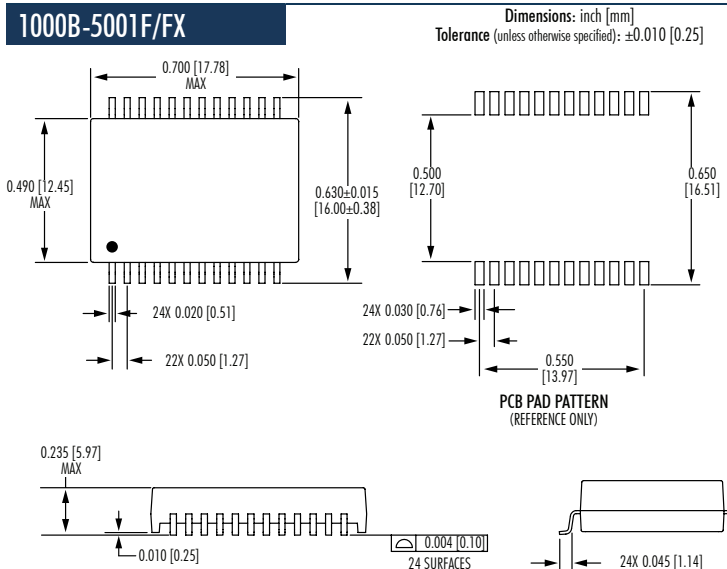 1000B-5001F/FX
Dimensions: inch [mm]
Tolerance (unless otherwise specified): ±0.010 [0.25]
0.700 [17.78]
MAX
0.490 [12.45]
MAX
0.630±0.015
[16.00±0.38]
24X 0.020 [0.51]
22X 0.050 [1.27]
0.500
[12.70]
0.650
[16.51]
24X 0.030 [0.76]
22X 0.050 [1.27]
0.550
[13.97]
PCB PAD PATTERN
(REFERENCE ONLY)
0.235 [5.97]
MAX
0.010 [0.25]
0.004 [0.10]
24 SURFACES
24X 0.045 [1.14]